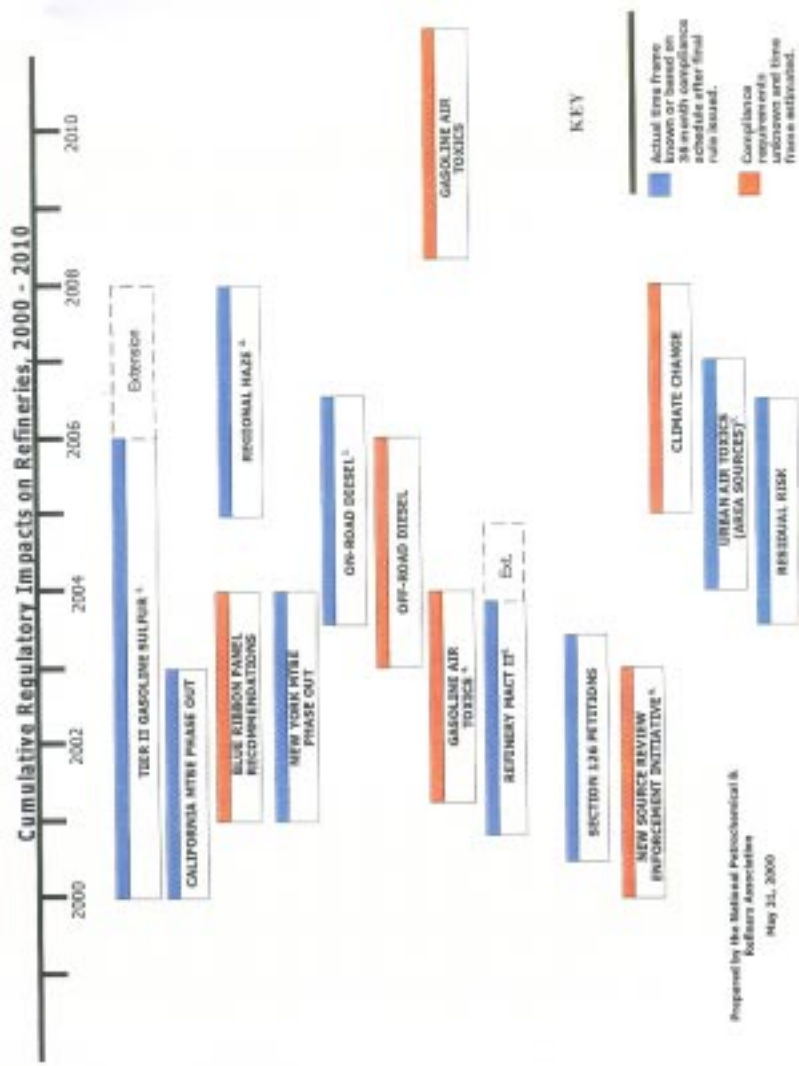 Cumulative Regulatory Impacts on Refineries, 2000 - 2010
2000
2002
2004
2006
2008
2010
TIER II GASOLINE SULFUR
Extension
CALIFORNIA MTBE PHASE OUT
BLUE RIBBON PANEL
RECOMMENDATIONS
REGIONAL HAZE
NEW YORK MTBE
PHASE OUT
ON-ROAD DIESEL
OFF-ROAD DIESEL
GASOLINE AIR
TOXICS
GASOLINE AIR
TOXICS
REFINERY MACT II
Ext.
SECTION 126 PETITIONS
NEW SOURCE REVIEW
ENFORCEMENT INITIATIVE
CLIMATE CHANGE
URBAN AIR TOXICS
(AREA SOURCES)
RESIDUAL RISK
KEY
Actual time frame
known or based on
36 month compliance
schedule after final
rule issued.
Compliance
requirements
unknown and time
frame estimated.
Prepared by the National Petrochemical &
Refiners Association
May 31, 2000